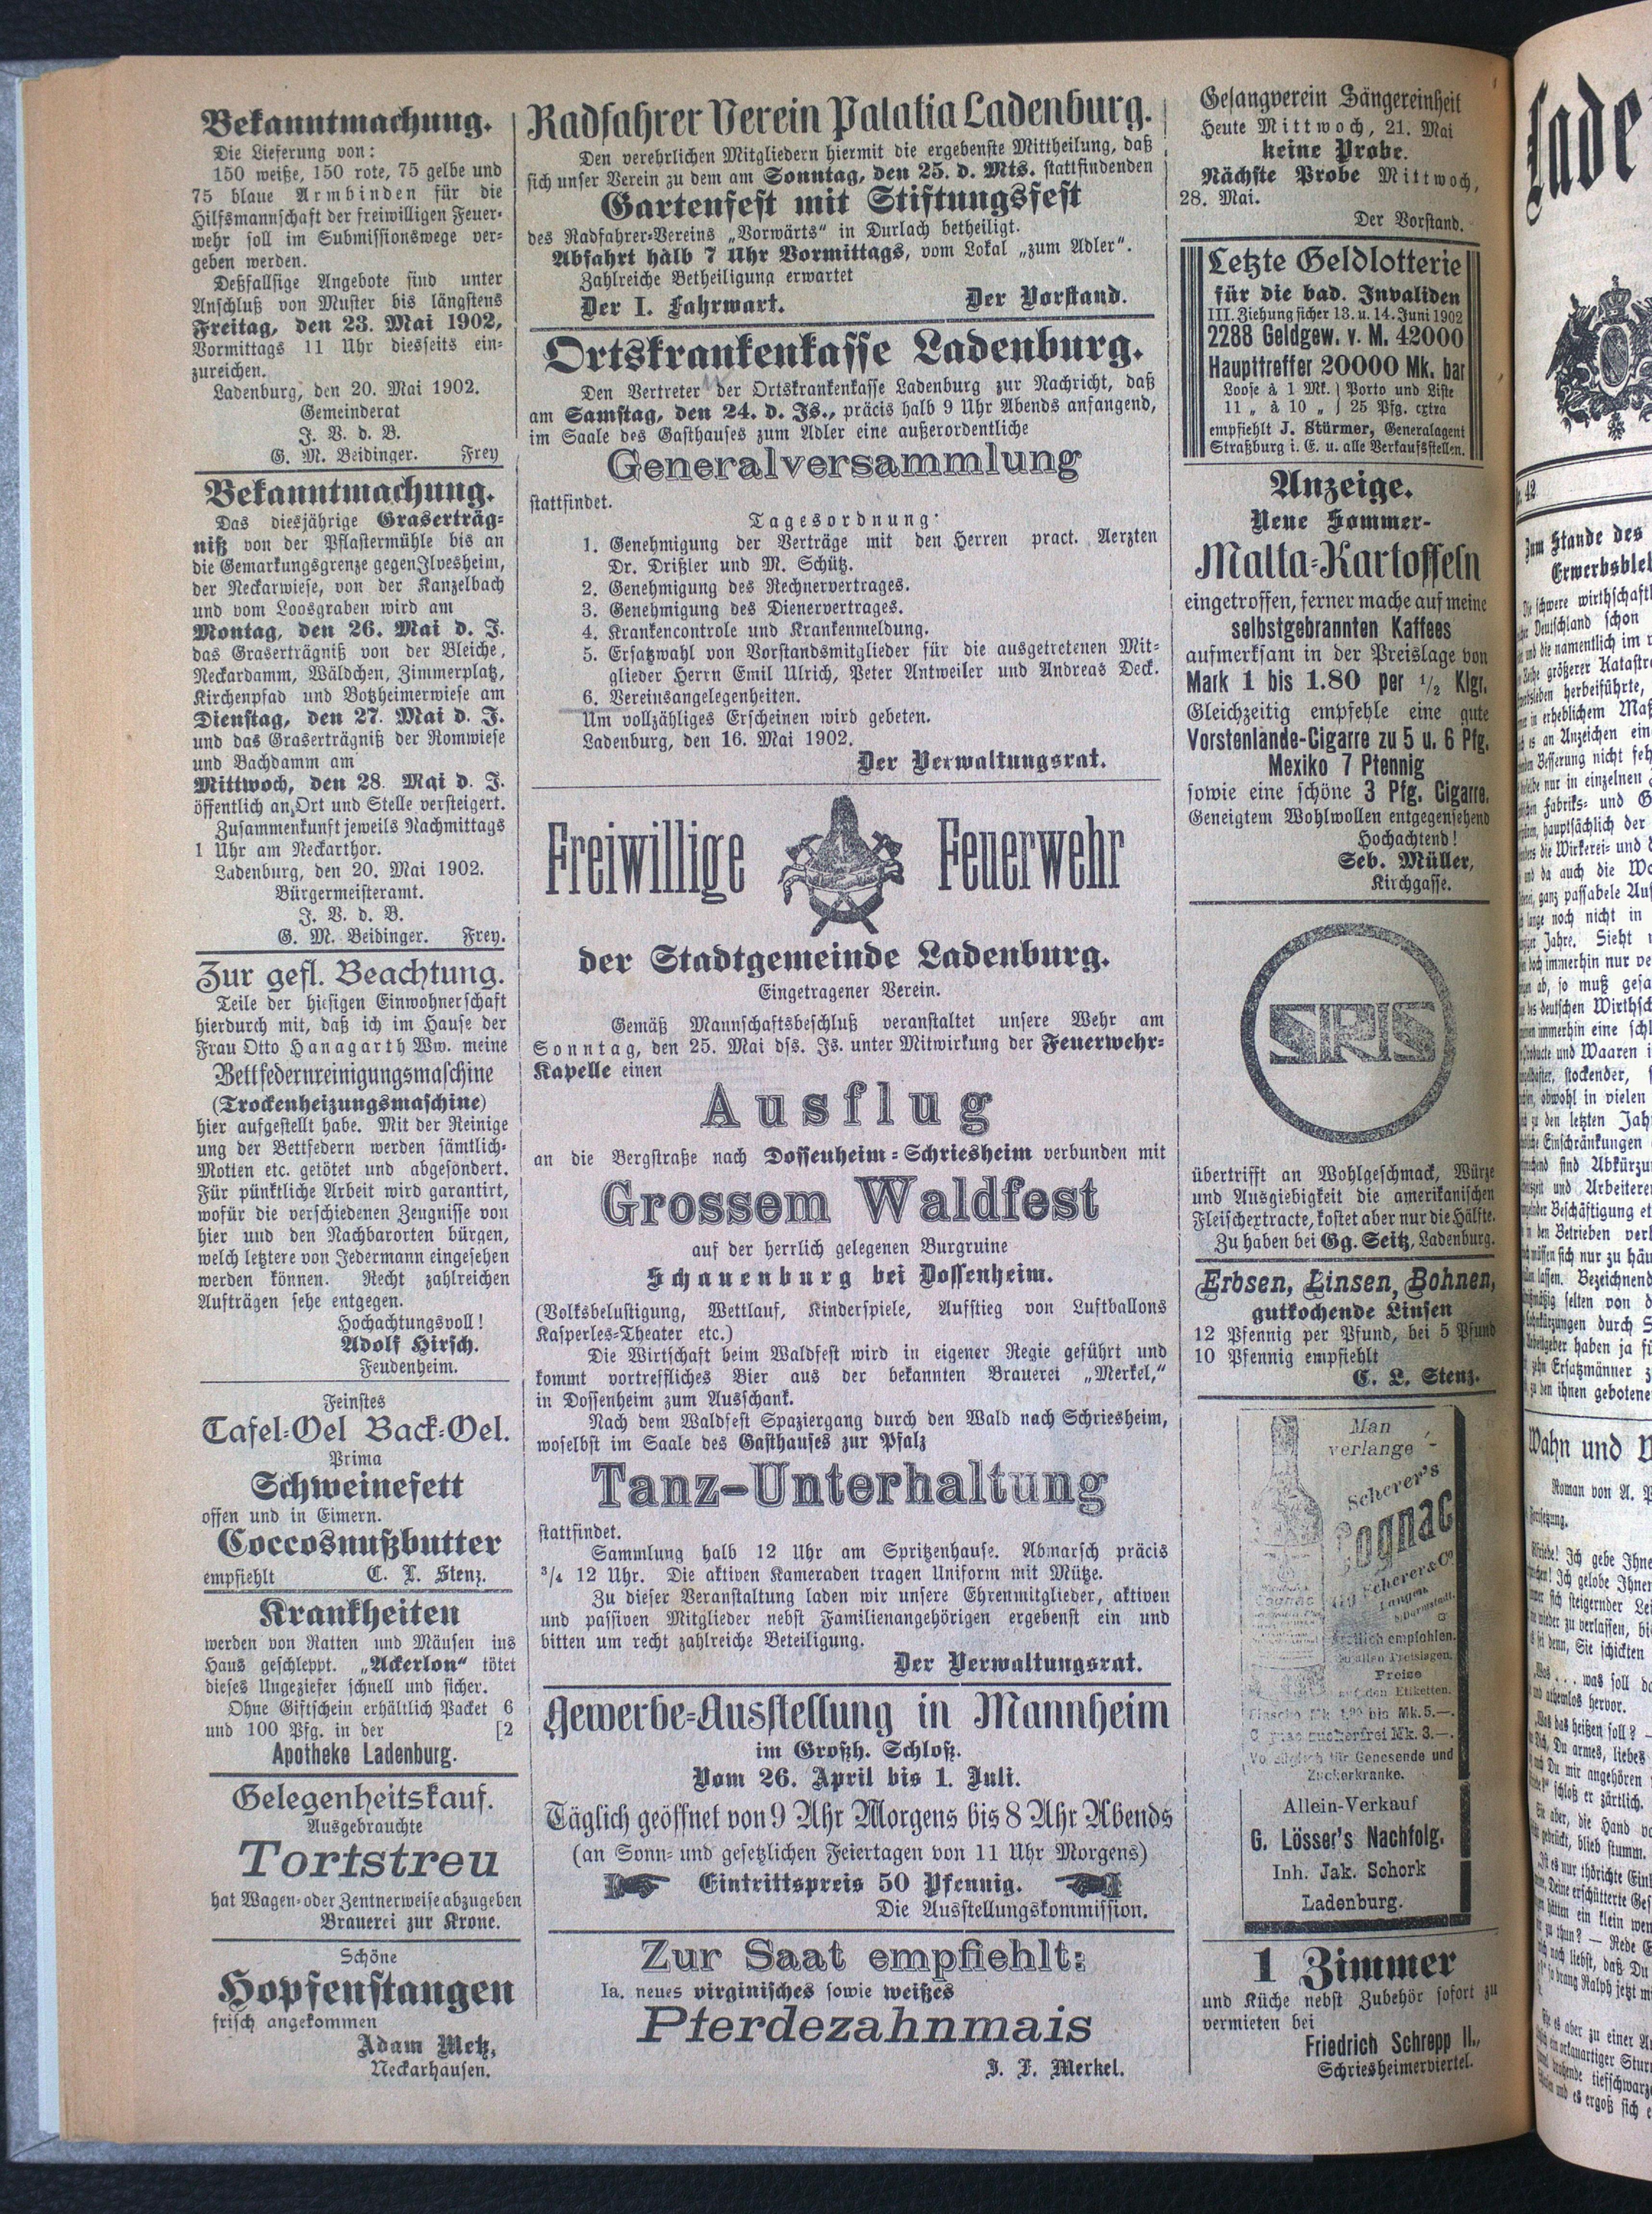 Bekanntmachung.
Die Lieferung von:
150 weiße, 150 rote, 75 gelbe und
75 blaue Armbinden für die
Hilfsmannschaft der freiwilligen Feuer-
wehr soll im Submissionswege ver-
geben werden.
Deßfallsige Angebote sind unter
Anschluß von Muster bis längstens
Freitag, den 23. Mai 1902,
Vormittags 11 Uhr diesseits ein-
zureichen.
Ladenburg, den 20. Mai 1902.
Gemeinderat
J. V. d. B.
G. M. Beidinger. Frey
Bekanntmachung.
Das diesjährige Graserträg-
niß von der Pflastermühle bis an
die Gemarkungsgrenze gegen Ilvesheim,
der Neckarwiese, von der Kanzelbach
und vom Loosgraben wird am
Montag, den 26. Mai d. J.
das Graserträgniß von der Bleiche,
Neckardamm, Wäldchen, Zimmerplatz,
Kirchenpfad und Botzheimerwiese am
Dienstag, den 27. Mai d. J.
und das Graserträgniß der Romwiese
und Bachdamm am
Mittwoch, den 28. Mai d. J.
öffentlich an Ort und Stelle versteigert.
Zusammenkunft jeweils Nachmittags
1 Uhr am Neckarthor.
Ladenburg, den 20. Mai 1902.
Bürgermeisteramt.
J. V. d. B.
G. M. Beidinger. Frey.
Zur gefl. Beachtung.
Teile der hiesigen Einwohnerschaft
hierdurch mit, daß ich im Hause der
Frau Otto Hanagarth Ww. meine
Bettfedernreinigungsmaschine
(Trockenheizungsmaschine)
hier aufgestellt habe. Mit der Reinige
ung der Bettfedern werden sämtlich-
Motten etc. getötet und abgesondert.
Für pünktliche Arbeit wird garantirt,
wofür die verschiedenen Zeugnisse von
hier und den Nachbarorten bürgen,
welch letztere von Jedermann eingesehen
werden können. Recht zahlreichen
Aufträgen sehe entgegen.
Hochachtungsvoll!
Adolf Hirsch.
Feudenheim.
Feinstes
Tafel-Oel Back-Oel.
Prima
Schweinefett
offen und in Eimern.
Coccosnußbutter
empfiehlt C. L. Stenz.
Krankheiten
werden von Ratten und Mäusen ins
Haus geschleppt. „Ackerlon“ tötet
dieses Ungeziefer schnell und sicher.
Ohne Giftschein erhältlich Packet 6
und 100 Pfg. in der [2
Apotheke Ladenburg.
Gelegenheitskauf.
Ausgebrauchte
Torfstreu
hat Wagen- oder Zentnerweise abzugeben
Brauerei zur Krone.
Schöne
Hopfenstangen
frisch angekommen
Adam Metz,
Neckarhausen.
Radfahrer Verein Palatia Ladenburg.
Den verehrlichen Mitgliedern hiermit die ergebenste Mittheilung, daß
sich unser Verein zu dem am Sonntag, den 25. d. Mts. stattfindenden
Gartenfest mit Stiftungsfest
des Radfahrer-Vereins „Vorwärts“ in Durlach betheiligt.
Abfahrt halb 7 Uhr Vormittags, vom Lokal „zum Adler“.
Zahlreiche Betheiligung erwartet
Der I. Fahrwart. Der Vorstand.
Ortskrankenkasse Ladenburg.
Den Vertreter der Ortskrankenkasse Ladenburg zur Nachricht, daß
am Samstag, den 24. d. Js., präcis halb 9 Uhr Abends anfangend,
im Saale des Gasthauses zum Adler eine außerordentliche
Generalversammlung
stattfindet.
Tagesordnung:
1. Genehmigung der Verträge mit den Herren pract. Aerzten
Dr. Drißler und M. Schütz.
2. Genehmigung des Rechnervertrages.
3. Genehmigung des Dienervertrages.
4. Krankencontrole und Krankenmeldung.
5. Ersatzwahl von Vorstandsmitglieder für die ausgetretenen Mit-
glieder Herrn Emil Ulrich, Peter Antweiler und Andreas Deck.
6. Vereinsangelegenheiten.
Um vollzähliges Erscheinen wird gebeten.
Ladenburg, den 16. Mai 1902.
Der Verwaltungsrat.
Freiwillige Feuerwehr
der Stadtgemeinde Ladenburg.
Eingetragener Verein.
Gemäß Mannschaftsbeschluß veranstaltet unsere Wehr am
Sonntag, den 25. Mai dss. Js. unter Mitwirkung der Feuerwehr-
Kapelle einen
Ausflug
an die Bergstraße nach Dossenheim-Schriesheim verbunden mit
Grossem Waldfest
auf der herrlich gelegenen Burgruine
Schauenburg bei Dossenheim.
(Volksbelustigung, Wettlauf, Kinderspiele, Aufstieg von Luftballons
Kasperles-Theater etc.)
Die Wirtschaft beim Waldfest wird in eigener Regie geführt und
kommt vortreffliches Bier aus der bekannten Brauerei „Merkel,“
in Dossenheim zum Ausschank.
Nach dem Waldfest Spaziergang durch den Wald nach Schriesheim,
woselbst im Saale des Gasthauses zur Pfalz
Tanz-Unterhaltung
stattfindet.
Sammlung halb 12 Uhr am Spritzenhause. Abmarsch präcis
3/4 12 Uhr. Die aktiven Kameraden tragen Uniform mit Mütze.
Zu dieser Veranstaltung laden wir unsere Ehrenmitglieder, aktiven
und passiven Mitglieder nebst Familienangehörigen ergebenst ein und
bitten um recht zahlreiche Beteiligung.
Der Verwaltungsrat.
Gewerbe-Ausstellung in Mannheim
im Großh. Schloß.
Vom 26. April bis 1. Juli.
Täglich geöffnet von 9 Uhr Morgens bis 8 Uhr Abends
(an Sonn- und gesetzlichen Feiertagen von 11 Uhr Morgens)
Eintrittspreis 50 Pfennig.
Die Ausstellungskommission.
Zur Saat empfiehlt:
Ia. neues virginisches sowie weißes
Pferdezahnmais
J. F. Merkel.
Gesangverein Sängereinheit
Heute Mittwoch, 21. Mai
keine Probe.
Nächste Probe Mittwoch,
28. Mai.
Der Vorstand.
Letzte Geldlotterie
für die bad. Invaliden
III. Ziehung sicher 13. u. 14. Juni 1902
2288 Geldgew. v. M. 42000
Haupttreffer 20000 Mk. bar
Loose à 1 Mk. Porto und Liste
11 „ à 10 „ 25 Pfg. extra
empfiehlt J. Stürmer, Generalagent
Straßburg i. E. u. alle Verkaufsstellen.
Anzeige.
Neue Sommer-
Malta-Kartoffeln
eingetroffen, ferner mache auf meine
selbstgebrannten Kaffees
aufmerksam in der Preislage von
Mark 1 bis 1.80 per 1/2 Klgr.
Gleichzeitig empfehle eine gute
Vorstenlande-Cigarre zu 5 u. 6 Pfg.
Mexiko 7 Pfennig
sowie eine schöne 3 Pfg. Cigarre.
Geneigtem Wohlwollen entgegensehend
Hochachtend!
Seb. Müller,
Kirchgasse.
SIRIS
übertrifft an Wohlgeschmack, Würze
und Ausgiebigkeit die amerikanischen
Fleischextracte, kostet aber nur die Hälfte.
Zu haben bei Gg. Seitz, Ladenburg.
Erbsen, Linsen, Bohnen,
gutkochende Linsen
12 Pfennig per Pfund, bei 5 Pfund
10 Pfennig empfiehlt
C. L. Stenz.
Man
verlange
Scherer's
Cognac
Scherer & Co.
Langen
b/Darmstadt.
empfohlen.
Preise
auf den Etiketten.
bis Mk. 5.—.
zuckerfrei Mk. 3.—.
für Genesende und
Zuckerkranke.
Allein-Verkauf
G. Lösser's Nachfolg.
Inh. Jak. Schork
Ladenburg.
1 Zimmer
und Küche nebst Zubehör sofort zu
vermieten bei
Friedrich Schrepp II.,
Schriesheimerviertel.